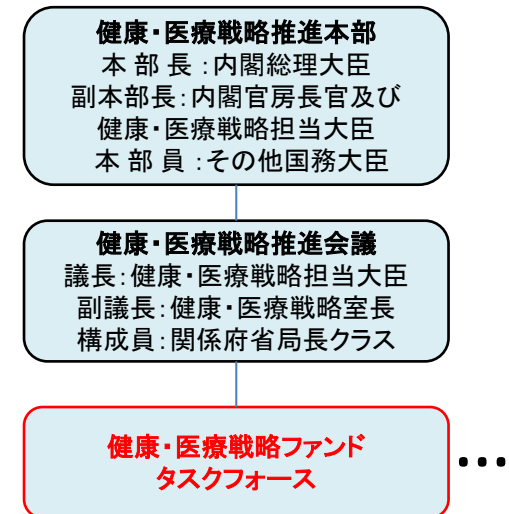 健康・医療戦略推進本部
本 部 長 ：内閣総理大臣
副本部長：内閣官房長官及び
健康・医療戦略担当大臣
本 部 員 ：その他国務大臣
健康・医療戦略推進会議
議長：健康・医療戦略担当大臣
副議長：健康・医療戦略室長
構成員：関係府省局長クラス
健康・医療戦略ファンド
タスクフォース
…